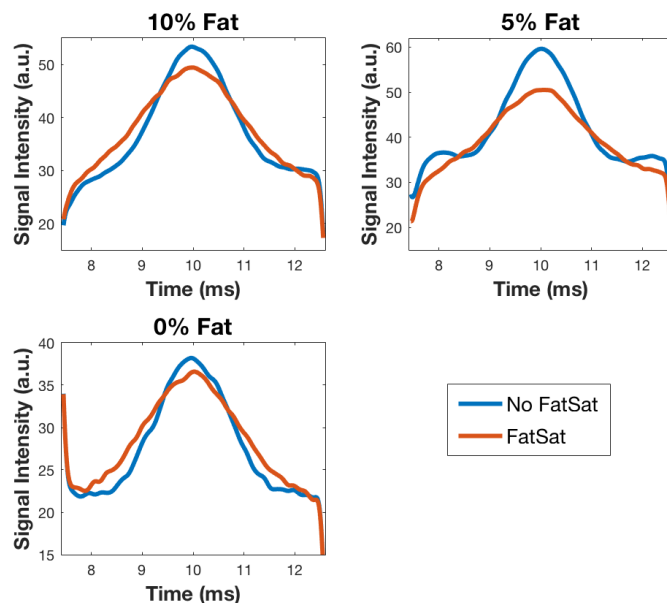 10% Fat
Signal Intensity (a.u.)
50
40
30
20
8 9 10 11 12
Time (ms)
5% Fat
Signal Intensity (a.u.)
60
50
40
30
20
8 9 10 11 12
Time (ms)
0% Fat
Signal Intensity (a.u.)
40
35
30
25
20
15
8 9 10 11 12
Time (ms)
No FatSat
FatSat